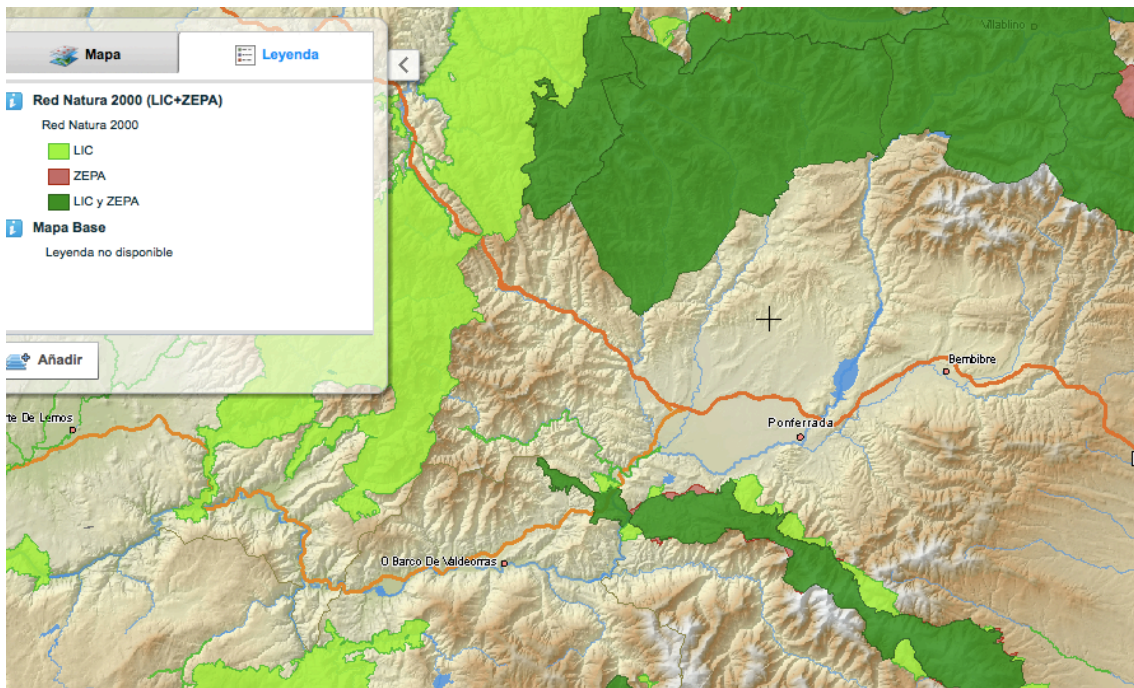 Mapa
Leyenda
Red Natura 2000 (LIC+ZEPA)
Red Natura 2000
LIC
ZEPA
LIC y ZEPA
Mapa Base
Leyenda no disponible
Añadir
Villablino
Bembibre
rte De Lemos
Ponferrada
O Barco De Valdeorras